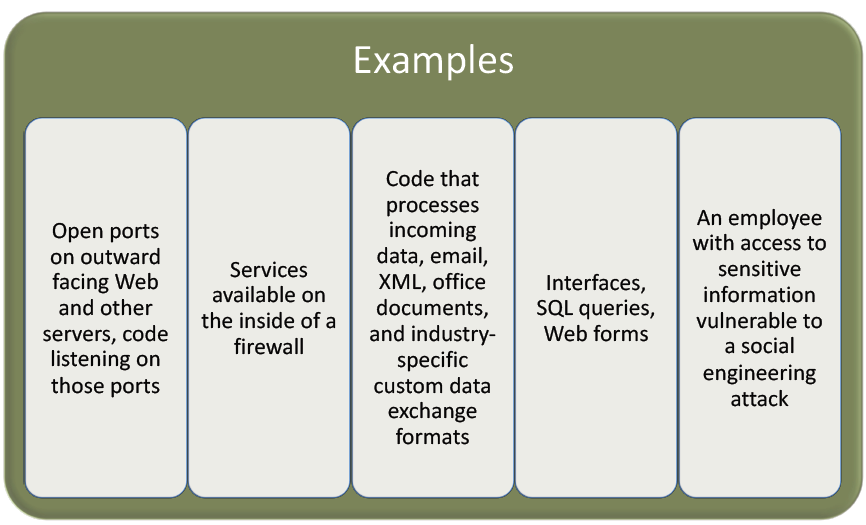 Examples
Open ports
on outward
facing Web
and other
servers, code
listening on
those ports
Services
available on
the inside of a
firewall
Code that
processes
incoming
data, email,
XML, office
documents,
and industry-
specific
custom data
exchange
formats
Interfaces,
SQL queries,
Web forms
An employee
with access to
sensitive
information
vulnerable to
a social
engineering
attack